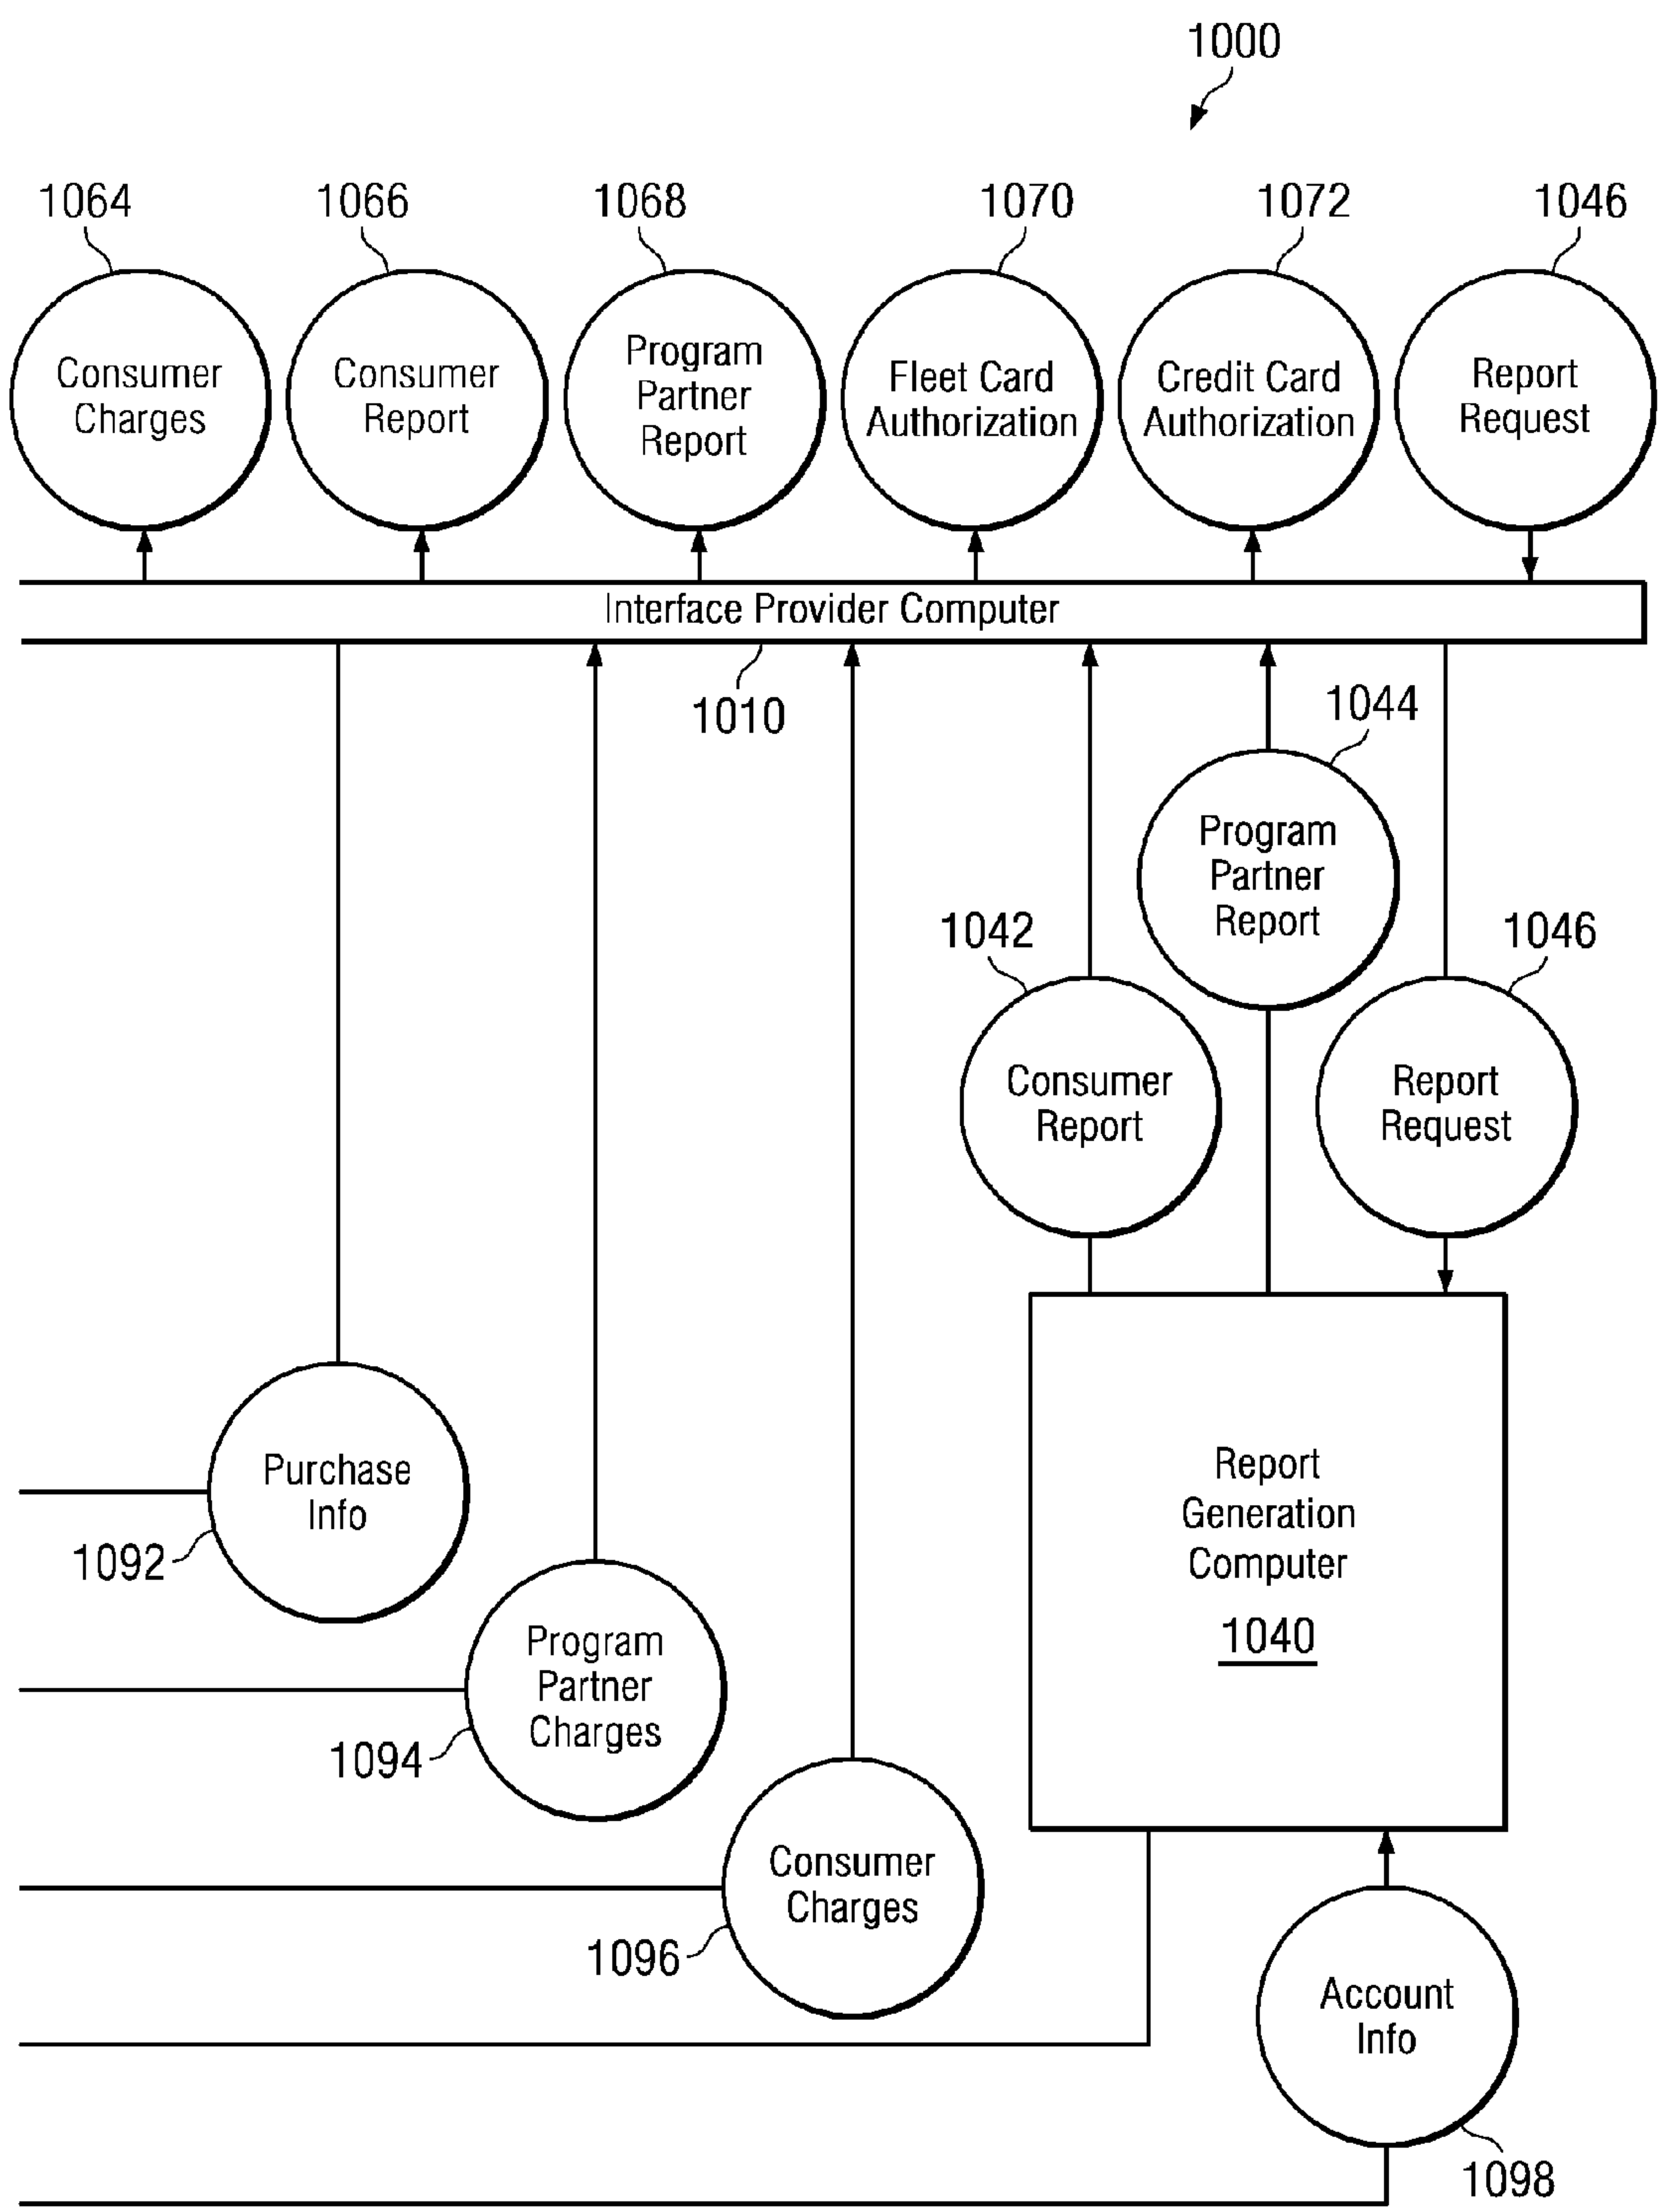 1000
1064
1066
1068
1070
1072
1046
Consumer
Charges
Consumer
Report
Program
Partner
Report
Fleet Card
Authorization
Credit Card
Authorization
Report
Request
Interface Provider Computer
1010
1044
Program
Partner
Report
1042
1046
Consumer
Report
Report
Request
Purchase
Info
1092
Report
Generation
Computer
1040
Program
Partner
Charges
1094
Consumer
Charges
1096
Account
Info
1098